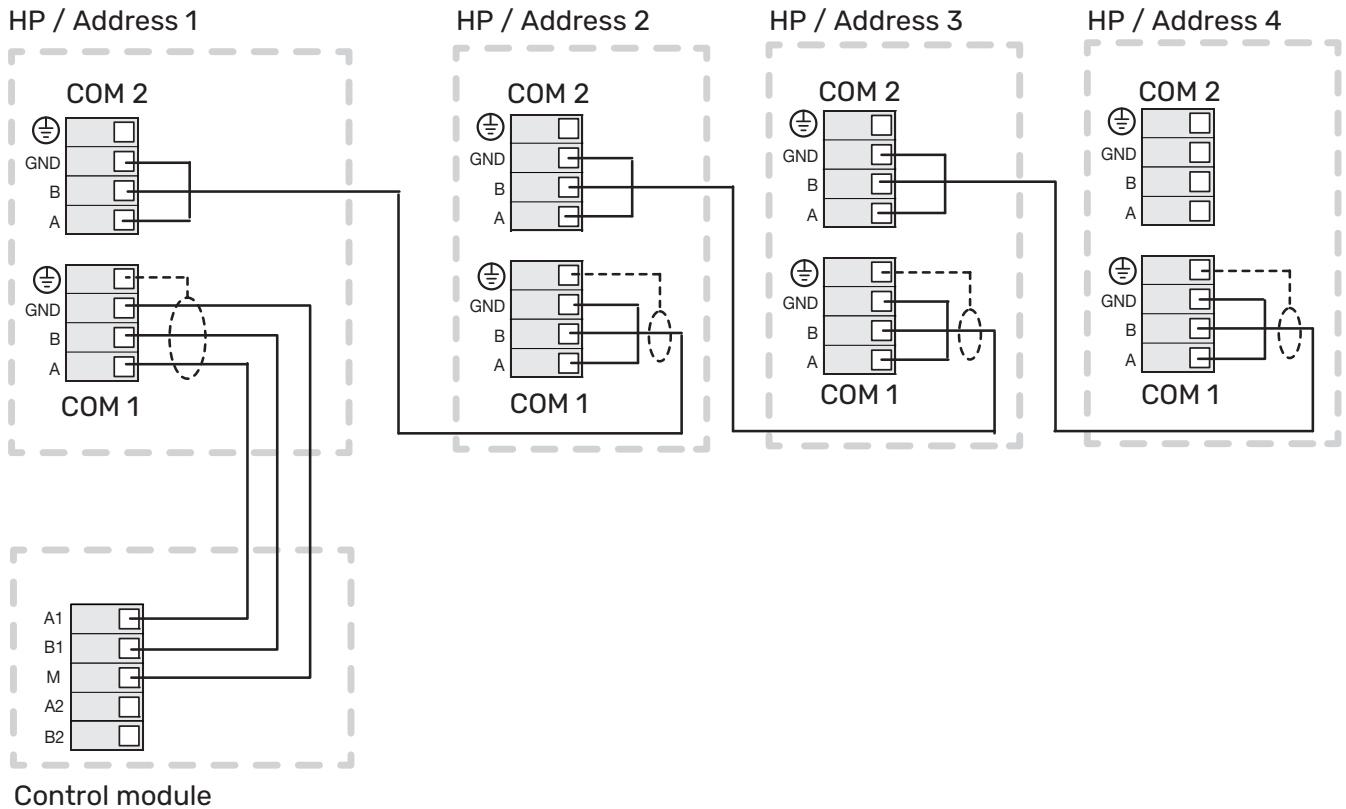 HP / Address 1
COM 2
GND
B
A
GND
B
A
COM 1
HP / Address 2
COM 2
GND
B
A
GND
B
A
COM 1
HP / Address 3
COM 2
GND
B
A
GND
B
A
COM 1
HP / Address 4
COM 2
GND
B
A
GND
B
A
COM 1
A1
B1
M
A2
B2
Control module